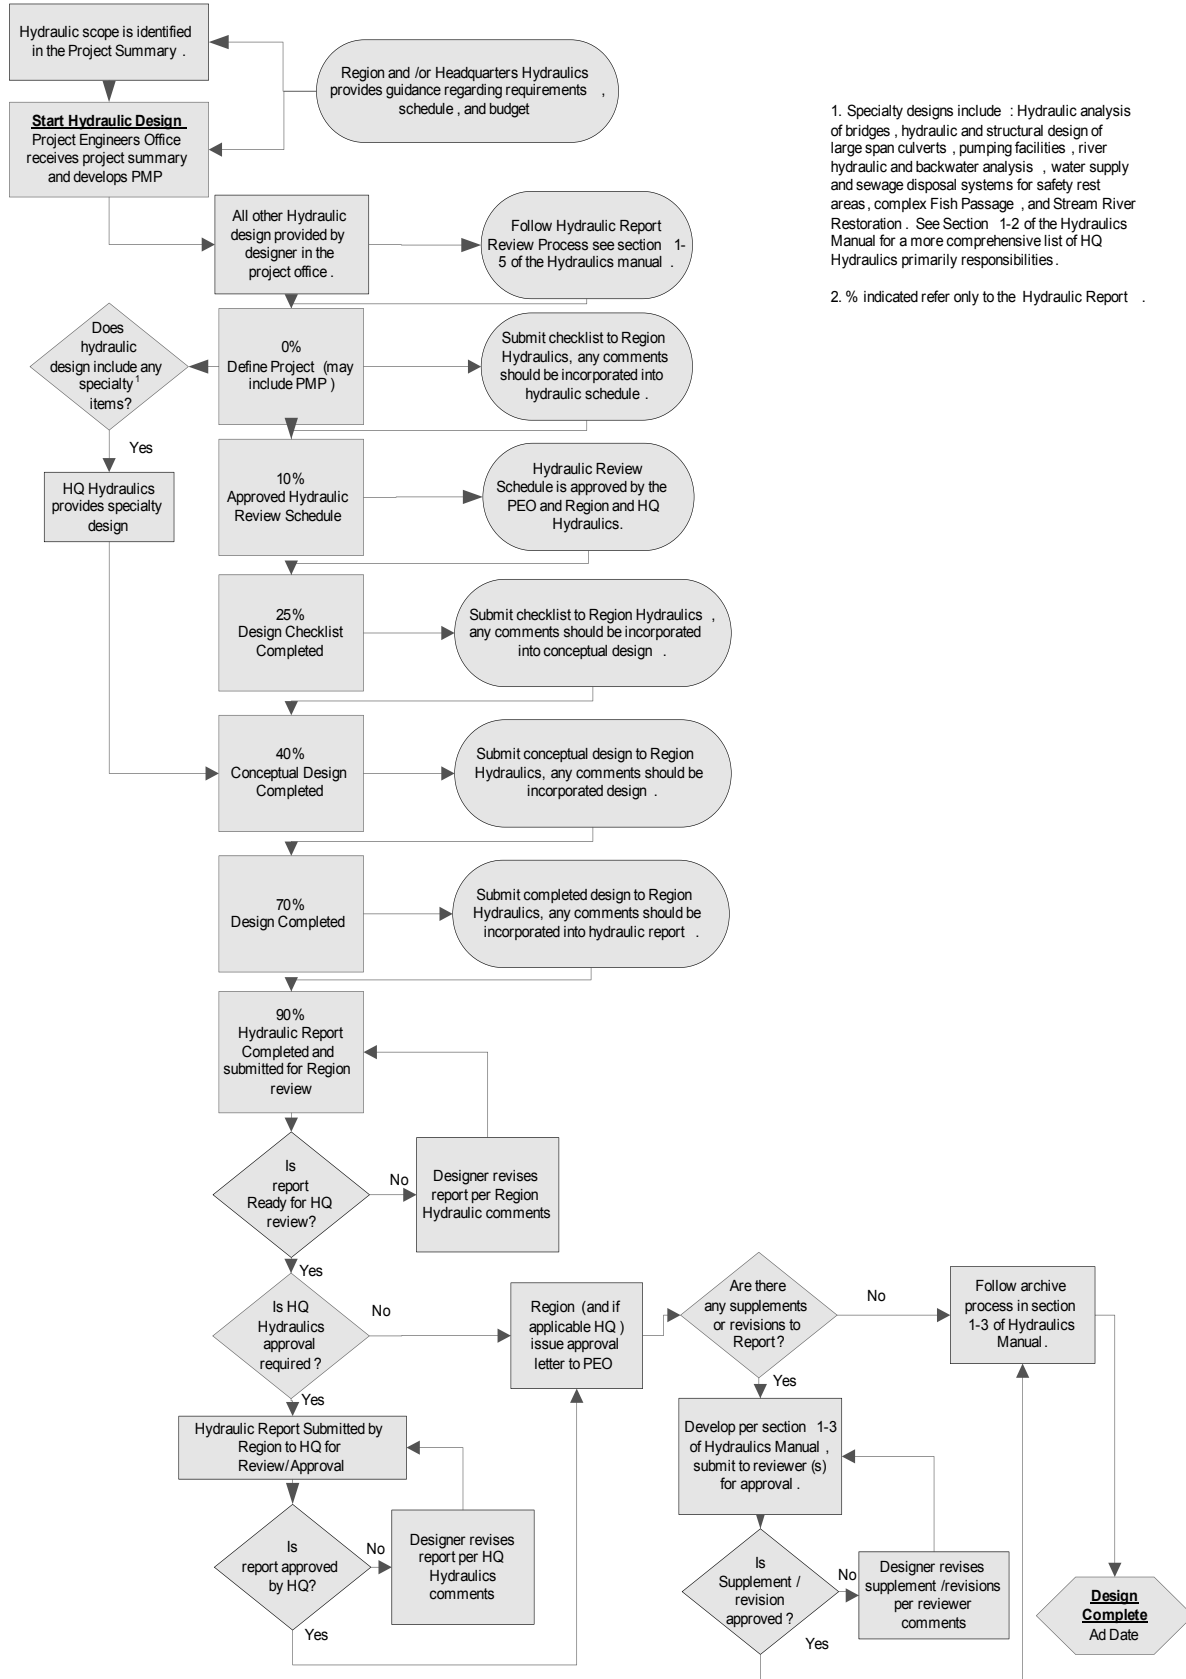 Hydraulic scope is identified
in the Project Summary .
Region and /or Headquarters Hydraulics
provides guidance regarding requirements ,
schedule , and budget
Start Hydraulic Design
Project Engineers Office
receives project summary
and develops PMP
1. Specialty designs include : Hydraulic analysis
of bridges , hydraulic and structural design of
large span culverts , pumping facilities , river
hydraulic and backwater analysis , water supply
and sewage disposal systems for safety rest
areas , complex Fish Passage , and Stream River
Restoration . See Section 1-2 of the Hydraulics
Manual for a more comprehensive list of HQ
Hydraulics primarily responsibilities .
2. % indicated refer only to the Hydraulic Report .
All other Hydraulic
design provided by
designer in the
project office .
Follow Hydraulic Report
Review Process see section 1-
5 of the Hydraulics manual .
Does
hydraulic
design include any
specialty1
items?
0%
Define Project (may
include PMP )
Submit checklist to Region
Hydraulics, any comments
should be incorporated into
hydraulic schedule .
Yes
HQ Hydraulics
provides specialty
design
10%
Approved Hydraulic
Review Schedule
Hydraulic Review
Schedule is approved by the
PEO and Region and HQ
Hydraulics.
25%
Design Checklist
Completed
Submit checklist to Region Hydraulics ,
any comments should be incorporated
into conceptual design .
40%
Conceptual Design
Completed
Submit conceptual design to Region
Hydraulics, any comments should be
incorporated design .
70%
Design Completed
Submit completed design to Region
Hydraulics, any comments should be
incorporated into hydraulic report .
90%
Hydraulic Report
Completed and
submitted for Region
review
Is
report
Ready for HQ
review?
No
Designer revises
report per Region
Hydraulic comments
Yes
Is HQ
Hydraulics
approval
required ?
No
Region (and if
applicable HQ )
issue approval
letter to PEO
Are there
any supplements
or revisions to
Report ?
No
Follow archive
process in section
1-3 of Hydraulics
Manual .
Yes
Yes
Hydraulic Report Submitted by
Region to HQ for
Review/Approval
Develop per section 1-3
of Hydraulics Manual ,
submit to reviewer (s)
for approval .
Is
report approved
by HQ?
No
Designer revises
report per HQ
Hydraulics
comments
Yes
Is
Supplement /
revision
approved ?
No
Designer revises
supplement /revisions
per reviewer
comments
Yes
Design
Complete
Ad Date